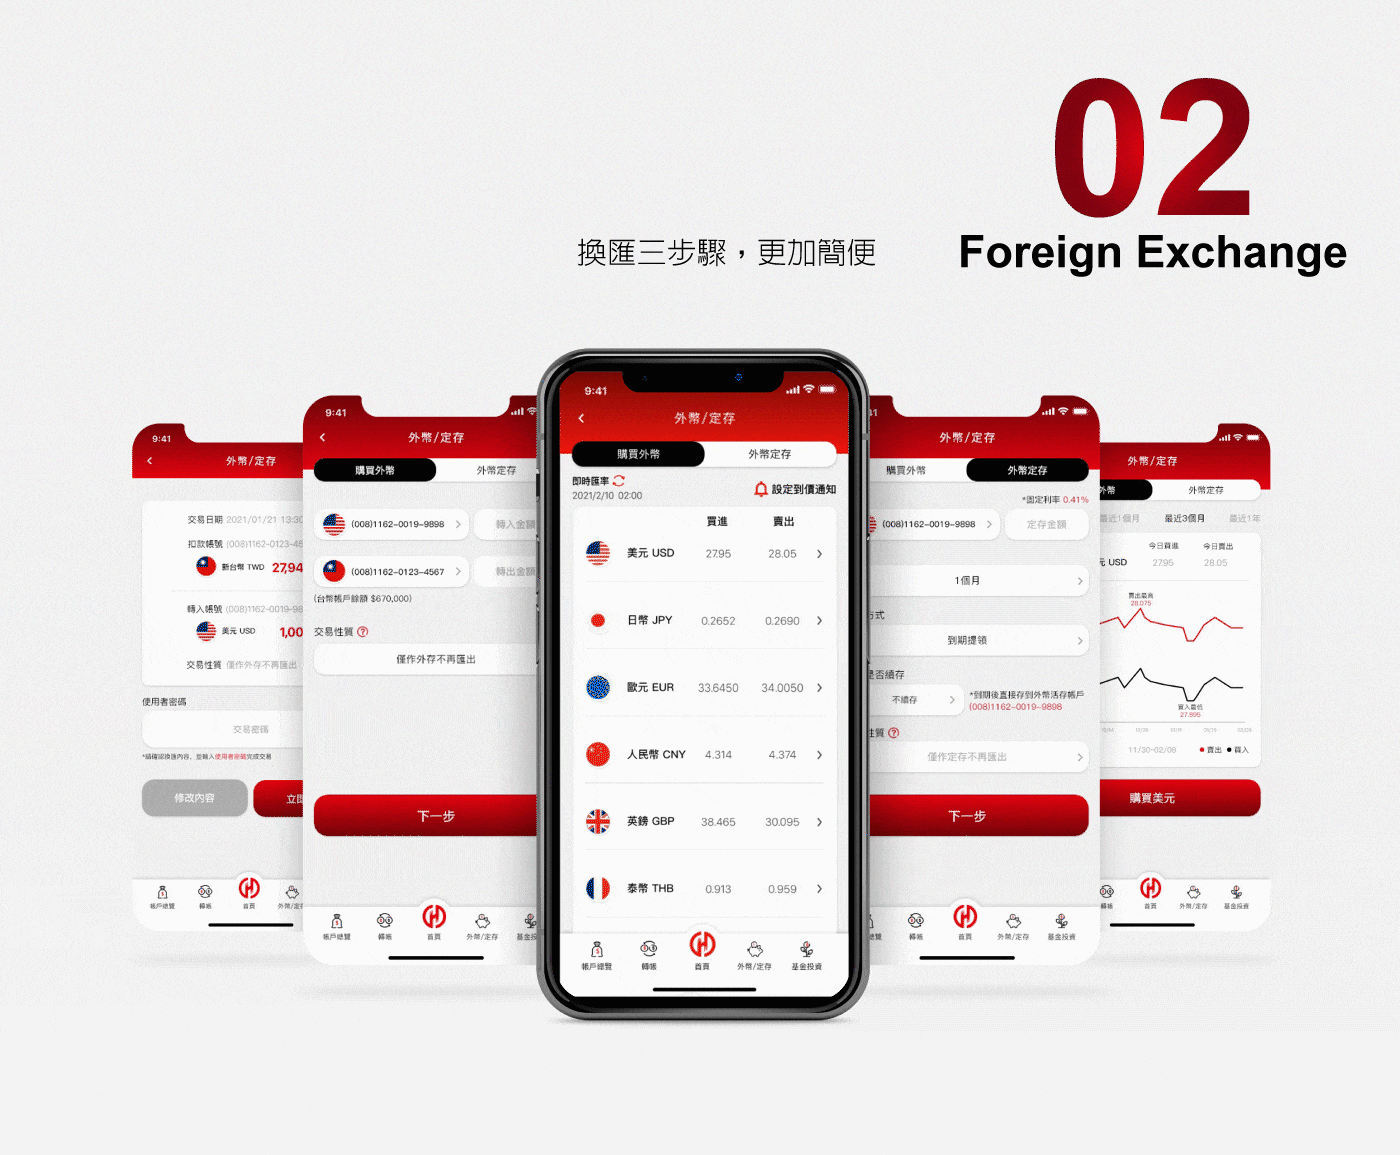 02
換匯三步驟，更加簡便
Foreign Exchange
9:41
外幣/定存
交易日期 2021/01/21 13:30
扣款帳號 (008)1162-0123-45
新台幣 TWD 27,94
轉入帳號 (008)1162-0019-98
美元 USD 1,00
交易性質 僅作外存不再匯出
使用者密碼
交易密碼
*請確認換匯內容，並輸入使用者密碼完成交易
修改內容
立即
帳戶總覽 轉帳 首頁 外幣/定存
9:41
外幣/定存
購買外幣 外幣定存
(008)1162-0019-9898 轉入金額
(008)1162-0123-4567 轉出金額
(台幣帳戶餘額 $670,000)
交易性質 ?
僅作外存不再匯出
下一步
帳戶總覽 轉帳 首頁 外幣/定存 基金投
9:41
外幣/定存
購買外幣 外幣定存
即時匯率
2021/2/10 02:00
設定到價通知
買進 賣出
美元 USD 27.95 28.05
日幣 JPY 0.2652 0.2690
歐元 EUR 33.6450 34.0050
人民幣 CNY 4.314 4.374
英鎊 GBP 38.465 30.095
泰幣 THB 0.913 0.959
帳戶總覽 轉帳 首頁 外幣/定存 基金投資
41
外幣/定存
購買外幣 外幣定存
*固定利率 0.41%
(008)1162-0019-9898 定存金額
1個月
方式
到期提領
是否續存
不續存
*到期後直接存到外幣活存帳戶
(008)1162-0019-9898
性質 ?
僅作定存不再匯出
下一步
總覽 轉帳 首頁 外幣/定存 基金投資
外幣/定存
外幣 外幣定存
最近1個月 最近3個月 最近1年
今日買進 今日賣出
元 USD 27.95 28.05
賣出最高
28.075
買入最低
27.895
11/30-02/08 賣出 買入
購買美元
轉帳 首頁 外幣/定存 基金投資